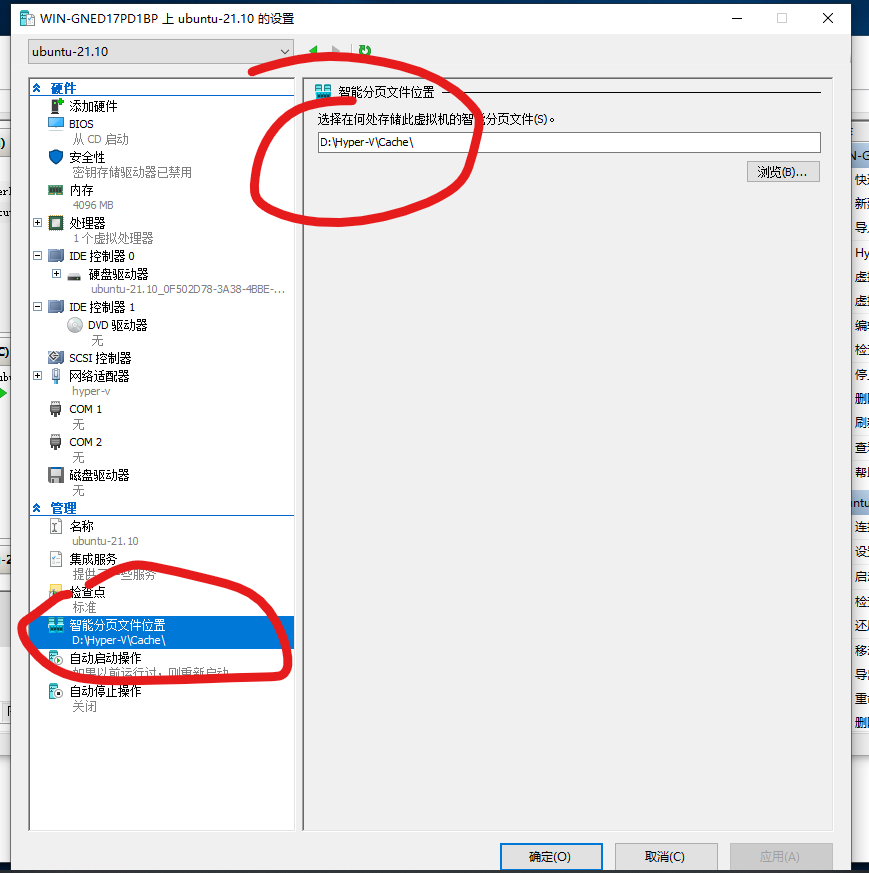 WIN-GNED17PD1BP 上 ubuntu-21.10 的设置
ubuntu-21.10
硬件
添加硬件
BIOS
从 CD 启动
安全性
密钥存储驱动器已禁用
内存
4096 MB
处理器
1 个虚拟处理器
IDE 控制器 0
硬盘驱动器
ubuntu-21.10_0F502D78-3A38-4BBE-...
IDE 控制器 1
DVD 驱动器
无
SCSI 控制器
网络适配器
hyper-v
COM 1
无
COM 2
无
磁盘驱动器
无
管理
名称
ubuntu-21.10
集成服务
提供了一些服务
检查点
标准
智能分页文件位置
D:\Hyper-V\Cache\
自动启动操作
如果以前运行过，则重新启动
自动停止操作
关闭
智能分页文件位置
选择在何处存储此虚拟机的智能分页文件(S)。
D:\Hyper-V\Cache\
浏览(B)...
确定(O)
取消(C)
应用(A)